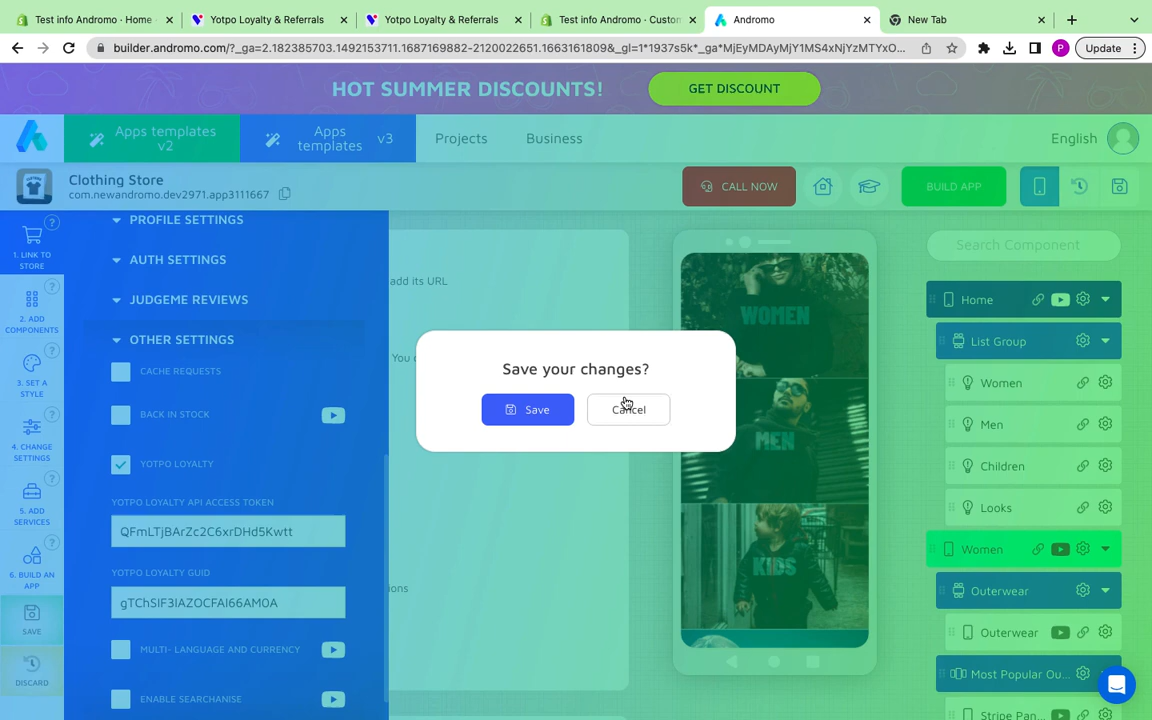 Test info Andromo · Home ·
Yotpo Loyalty & Referrals
Yotpo Loyalty & Referrals
Test info Andromo · Custom
Andromo
New Tab
builder.andromo.com/?_ga=2.182385703.1492153711.1687169882-2120022651.1663161809&_gl=1*1937s5k*_ga*MjEyMDAyMjY1MS4xNjYzMTYxO...
P
Update
HOT SUMMER DISCOUNTS!
GET DISCOUNT
Apps templates
v2
Apps
templates
v3
Projects
Business
English
Clothing Store
com.newandromo.dev2971.app3111667
CALL NOW
BUILD APP
1. LINK TO
STORE
2. ADD
COMPONENTS
3. SET A
STYLE
4. CHANGE
SETTINGS
5. ADD
SERVICES
6. BUILD AN
APP
SAVE
DISCARD
PROFILE SETTINGS
AUTH SETTINGS
JUDGEME REVIEWS
OTHER SETTINGS
CACHE REQUESTS
BACK IN STOCK
YOTPO LOYALTY
YOTPO LOYALTY API ACCESS TOKEN
QFmLTjBArZc2C6xrDHd5Kwtt
YOTPO LOYALTY GUID
gTChSIF3IAZOCFAI66AM0A
MULTI- LANGUAGE AND CURRENCY
ENABLE SEARCHANISE
add its URL
You
ions
Save your changes?
Save
Cancel
WOMEN
MEN
KIDS
Search Component
Home
List Group
Women
Men
Children
Looks
Women
Outerwear
Outerwear
Most Popular Ou...
Stripe Pan...